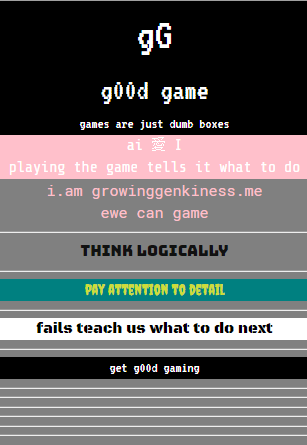 gG
g00d game
games are just dumb boxes
ai 愛 I
playing the game tells it what to do
i.am growinggenkiness.me
ewe can game
THINK LOGICALLY
PAY ATTENTION TO DETAIL
fails teach us what to do next
get g00d gaming